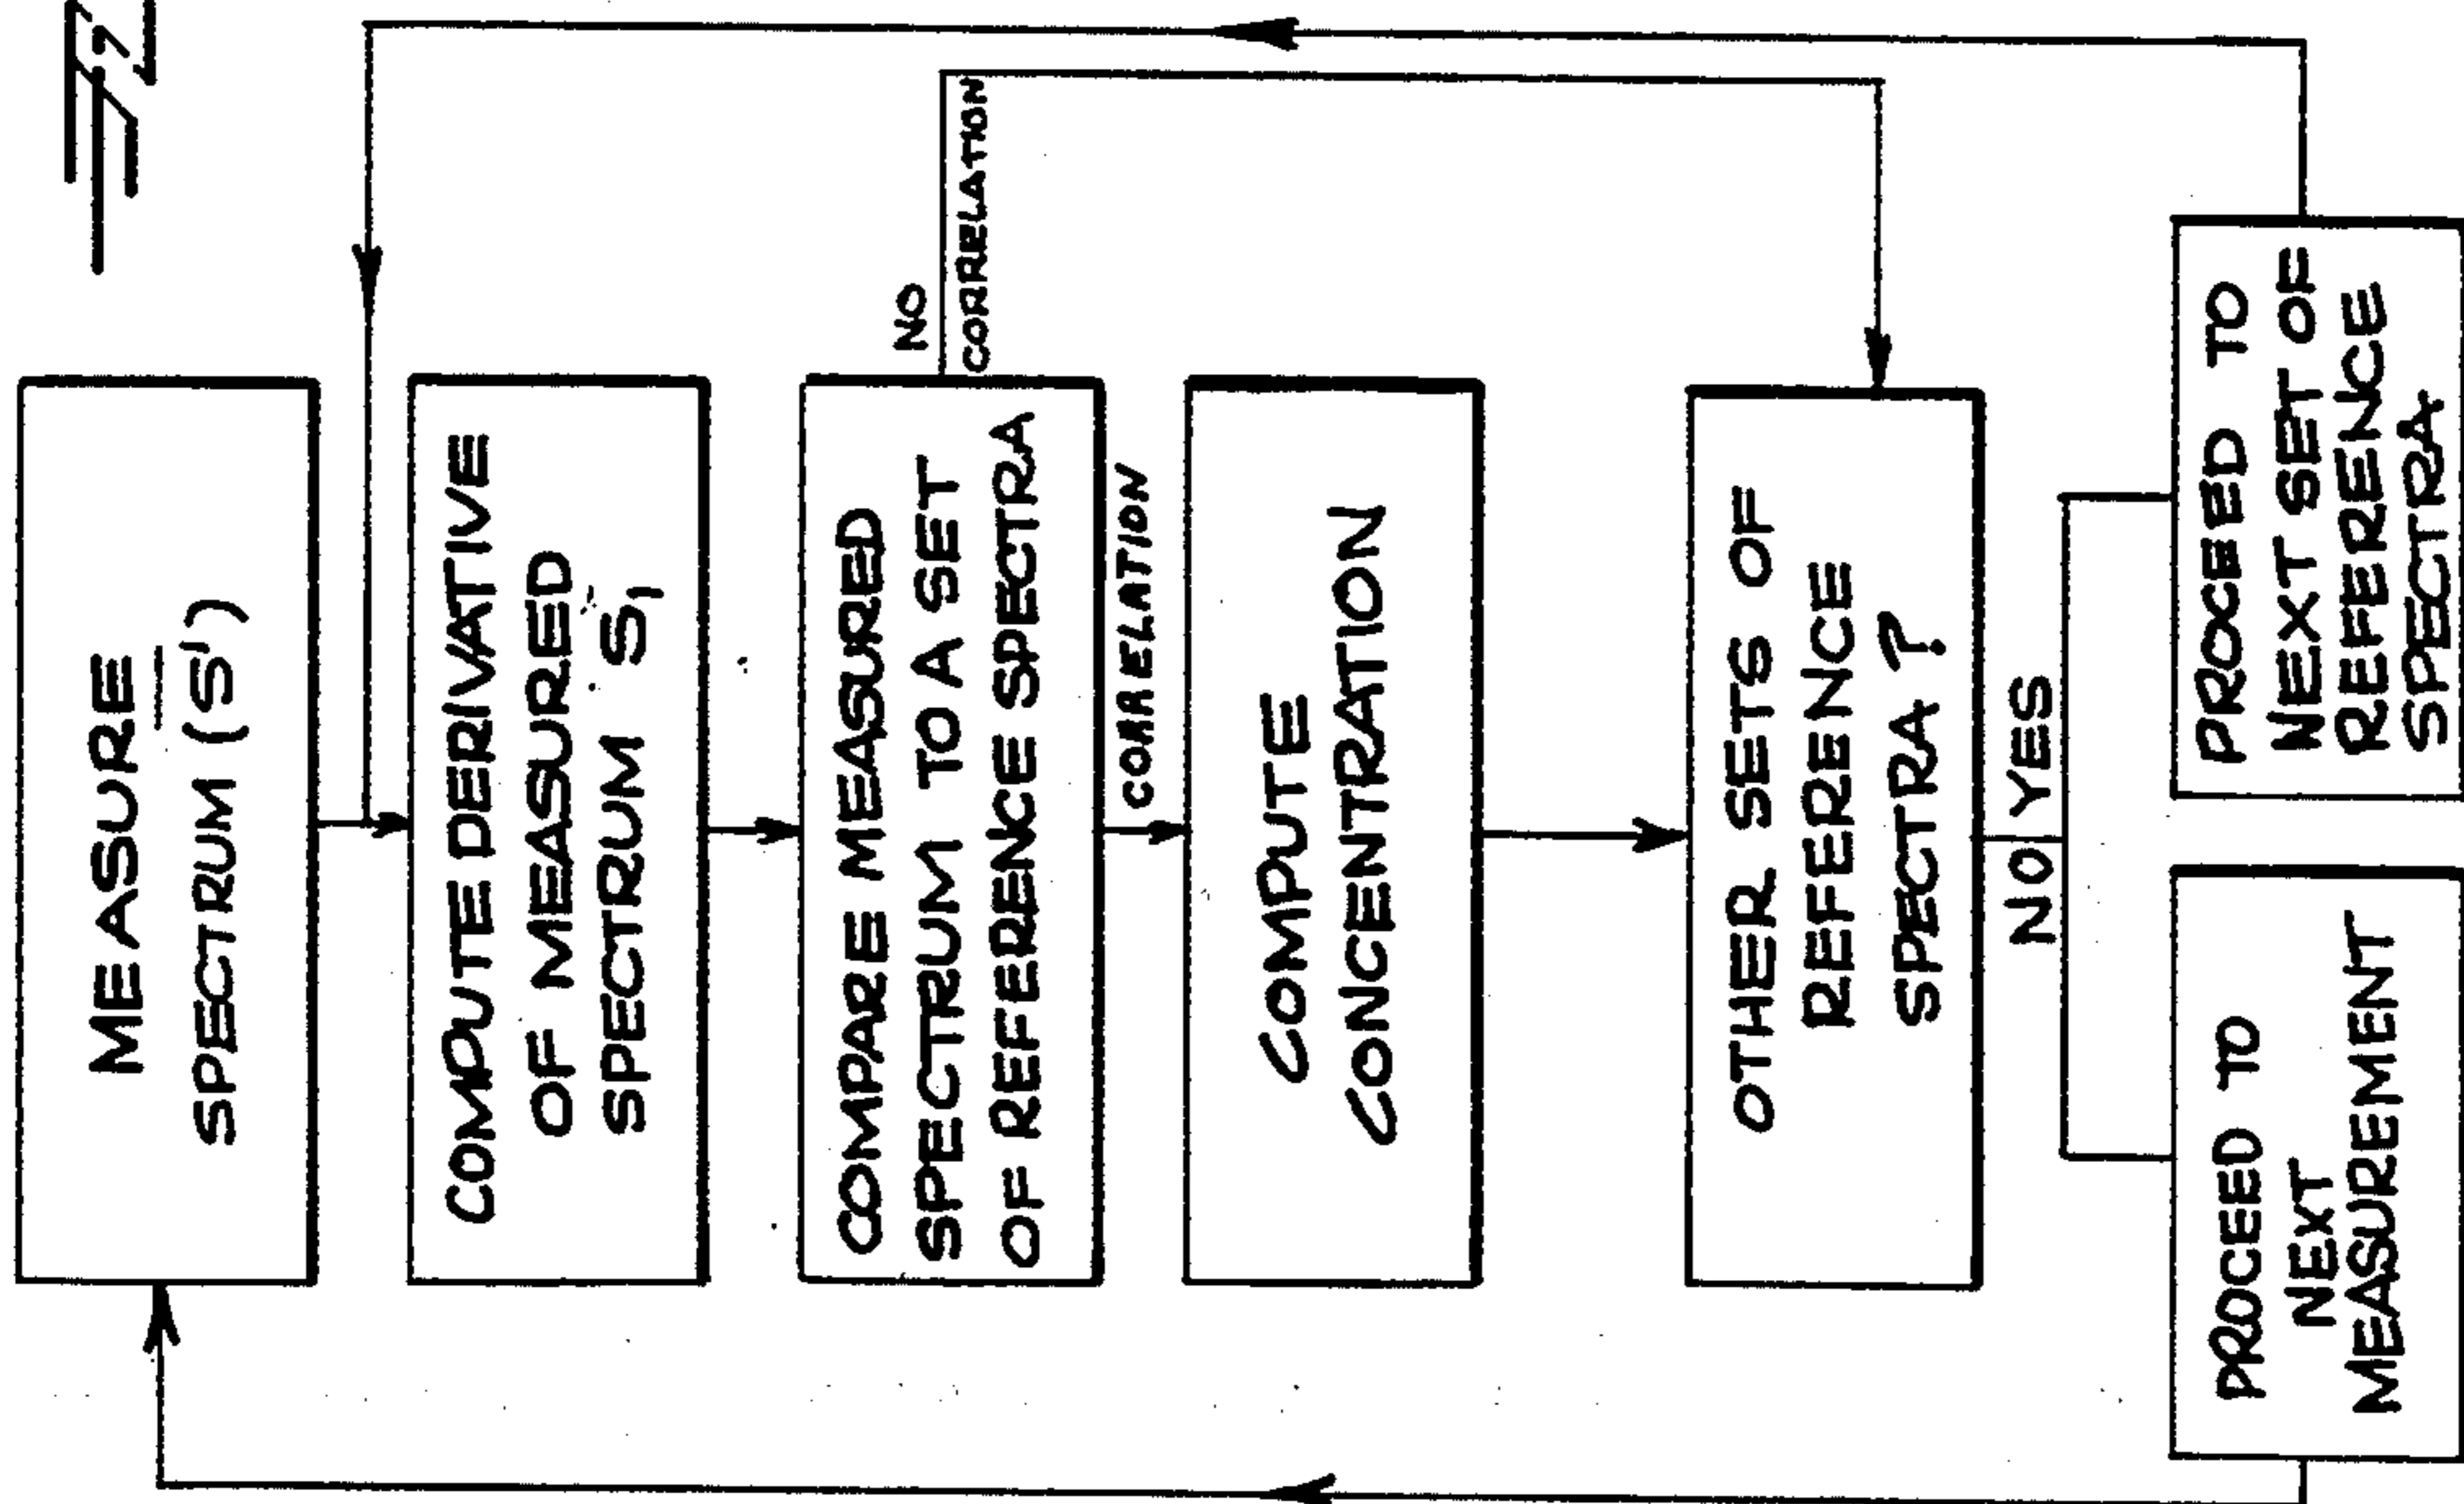 MEASURE
SPECTRUM (S')
COMPUTE DERIVATIVE
OF MEASURED
SPECTRUM S,
COMPARE MEASURED
SPECTRUM TO A SET
OF REFERENCE SPECTRA
NO
CORRELATION
CORRELATION
COMPUTE
CONCENTRATION
OTHER SETS OF
REFERENCE
SPECTRA ?
NO YES
PROCEED TO
NEXT
MEASUREMENT
PROCEED TO
NEXT SET OF
REFERENCE
SPECTRA